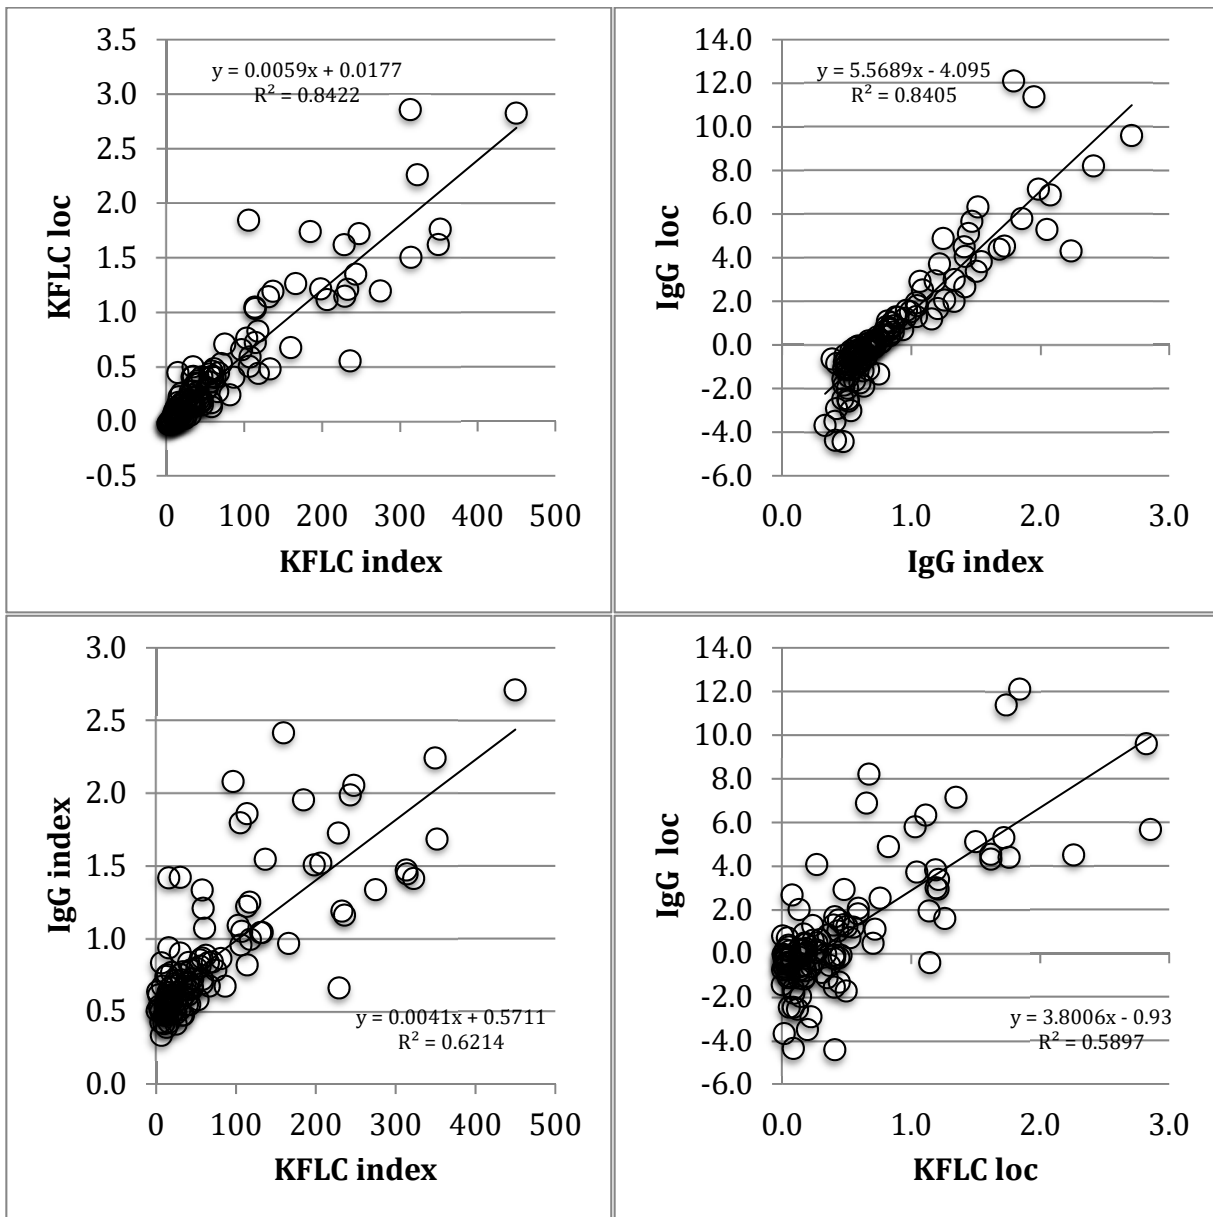 3.5
3.0
2.5
2.0
1.5
1.0
0.5
0.0
-0.5
KFLC loc
y = 0.0059x + 0.0177
R² = 0.8422
0 100 200 300 400 500
KFLC index
14.0
12.0
10.0
8.0
6.0
4.0
2.0
0.0
-2.0
-4.0
-6.0
IgG loc
y = 5.5689x - 4.095
R² = 0.8405
0.0 1.0 2.0 3.0
IgG index
3.0
2.5
2.0
1.5
1.0
0.5
0.0
IgG index
y = 0.0041x + 0.5711
R² = 0.6214
0 100 200 300 400 500
KFLC index
14.0
12.0
10.0
8.0
6.0
4.0
2.0
0.0
-2.0
-4.0
-6.0
IgG loc
y = 3.8006x - 0.93
R² = 0.5897
0.0 1.0 2.0 3.0
KFLC loc